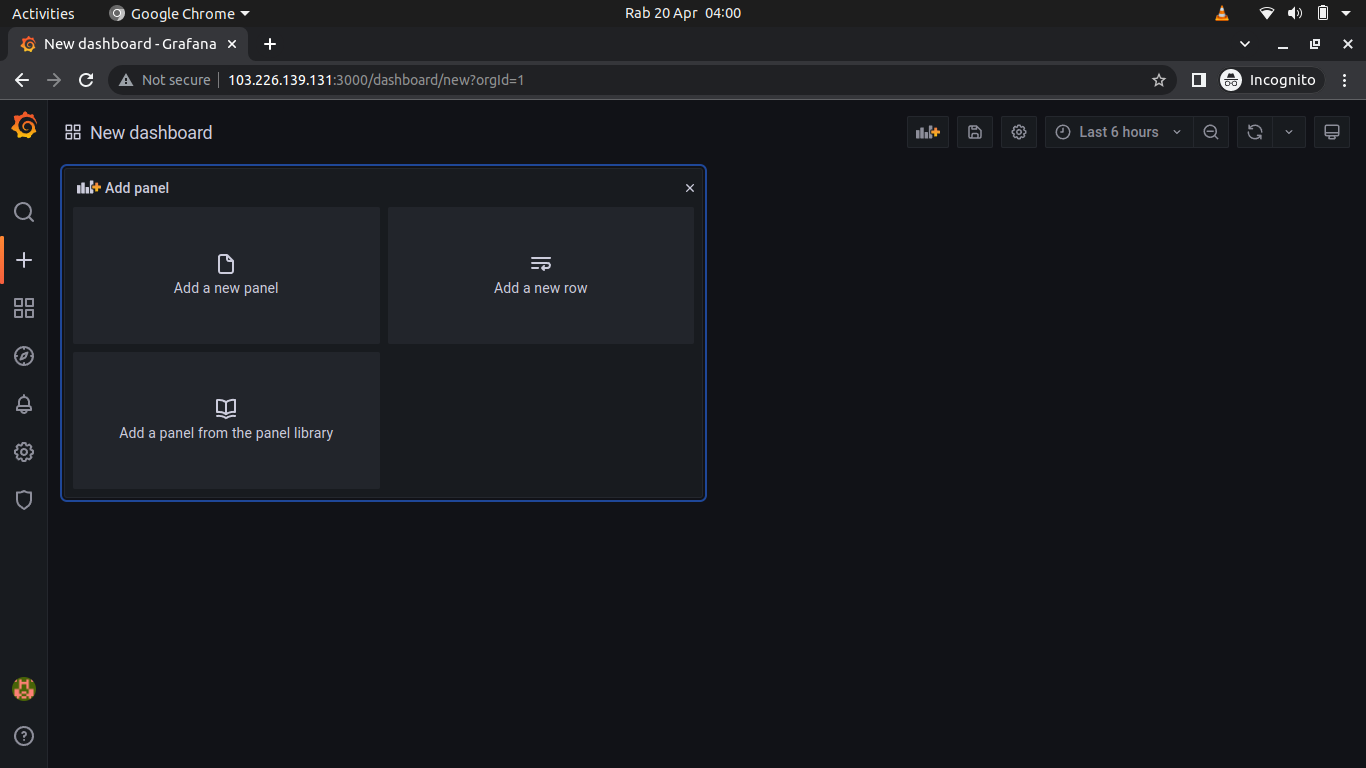 Activities Google Chrome Rab 20 Apr 04:00
New dashboard - Grafana
Not secure 103.226.139.131:3000/dashboard/new?orgId=1 Incognito
New dashboard Last 6 hours
Add panel
Add a new panel Add a new row
Add a panel from the panel library